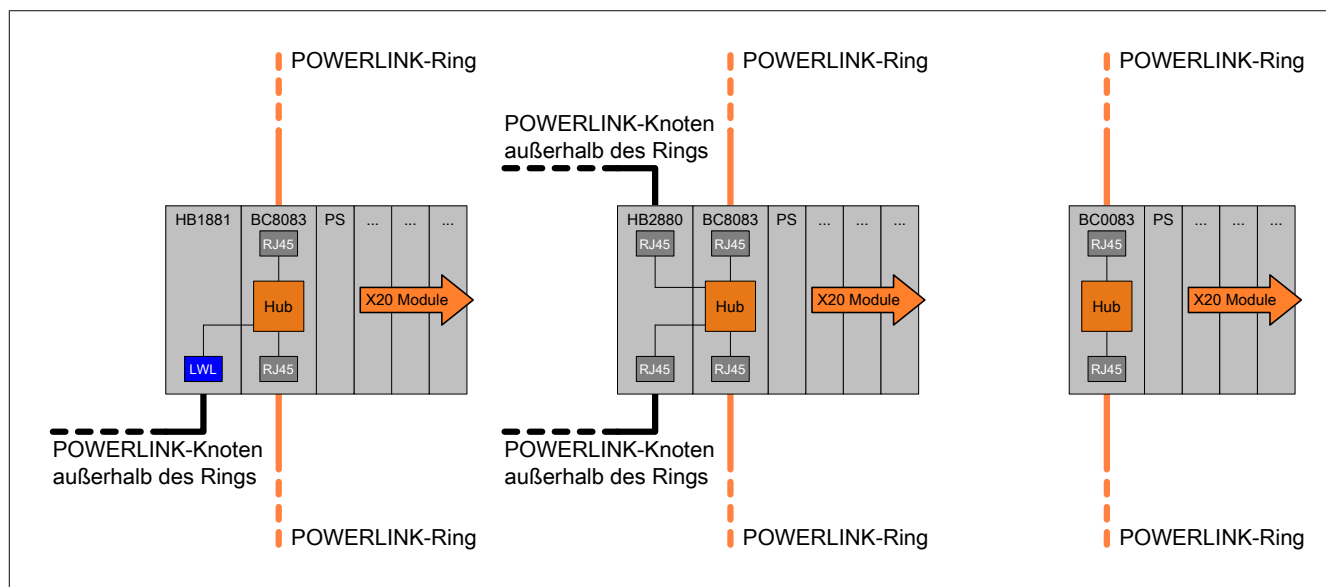 POWERLINK-Ring
POWERLINK-Ring
POWERLINK-Ring
POWERLINK-Knoten
außerhalb des Rings
HB1881 BC8083 PS ... ... ...
RJ45
Hub
X20 Module
LWL
RJ45
HB2880 BC8083 PS ... ... ...
RJ45 RJ45
Hub
X20 Module
RJ45 RJ45
BC0083 PS ... ... ...
RJ45
Hub
X20 Module
RJ45
POWERLINK-Knoten
außerhalb des Rings
POWERLINK-Knoten
außerhalb des Rings
POWERLINK-Ring
POWERLINK-Ring
POWERLINK-Ring